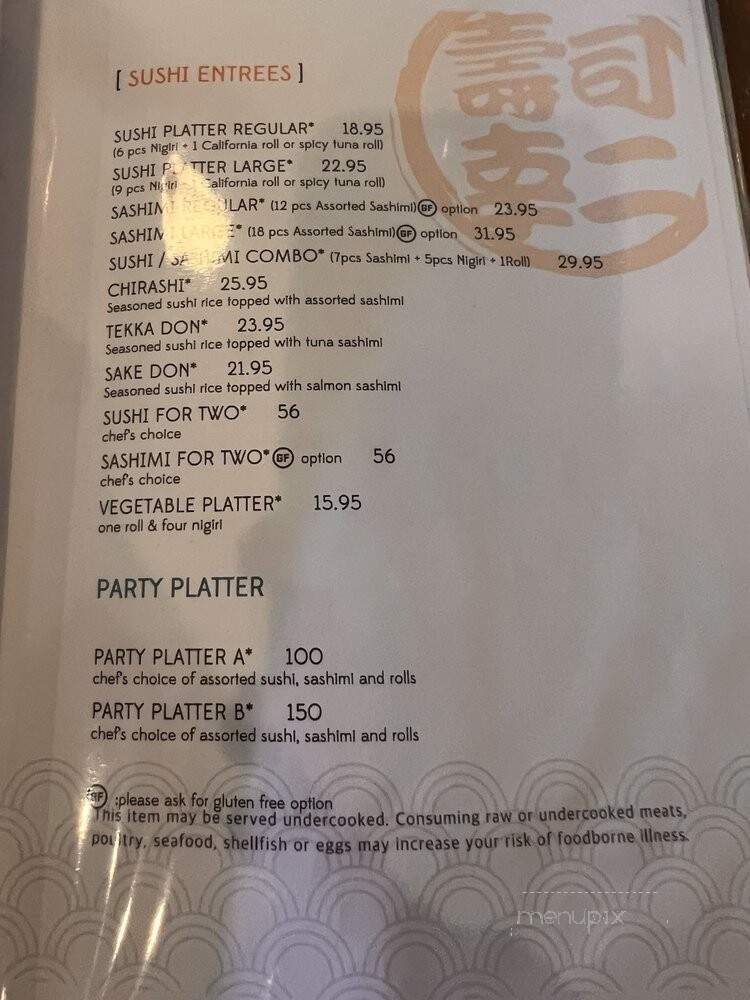 [ SUSHI ENTREES ]
SUSHI PLATTER REGULAR* 18.95
(6 pcs Nigiri + 1 California roll or spicy tuna roll)
SUSHI PLATTER LARGE* 22.95
(9 pcs Nigiri + 1 California roll or spicy tuna roll)
SASHIMI REGULAR* (12 pcs Assorted Sashimi) GF option 23.95
SASHIMI LARGE* (18 pcs Assorted Sashimi) GF option 31.95
SUSHI / SASHIMI COMBO* (7pcs Sashimi + 5pcs Nigiri + 1Roll) 29.95
CHIRASHI* 25.95
Seasoned sushi rice topped with assorted sashimi
TEKKA DON* 23.95
Seasoned sushi rice topped with tuna sashimi
SAKE DON* 21.95
Seasoned sushi rice topped with salmon sashimi
SUSHI FOR TWO* 56
chef's choice
SASHIMI FOR TWO* GF option 56
chef's choice
VEGETABLE PLATTER* 15.95
one roll & four nigiri
PARTY PLATTER
PARTY PLATTER A* 100
chef's choice of assorted sushi, sashimi and rolls
PARTY PLATTER B* 150
chef's choice of assorted sushi, sashimi and rolls
GF :please ask for gluten free option
This item may be served undercooked. Consuming raw or undercooked meats,
poultry, seafood, shellfish or eggs may increase your risk of foodborne illness.
menupix